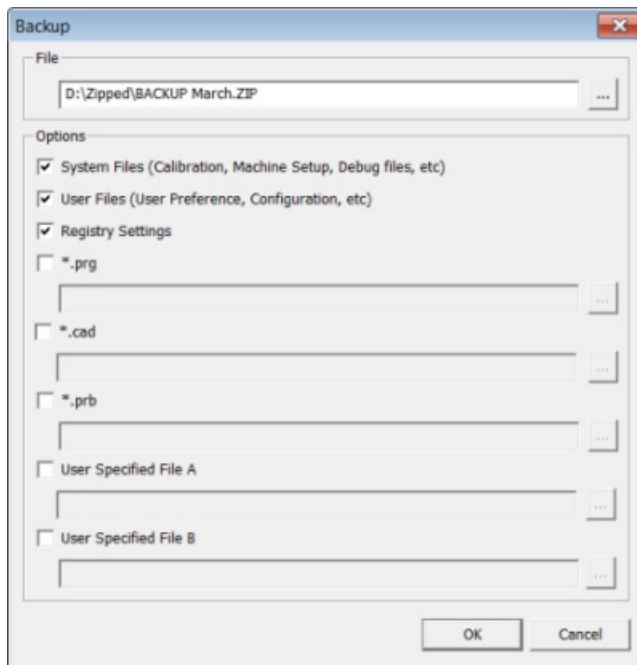 Backup
File
D:\Zipped\BACKUP March.ZIP
...
Options
System Files (Calibration, Machine Setup, Debug files, etc)
User Files (User Preference, Configuration, etc)
Registry Settings
*.prg
...
*.cad
...
*.prb
...
User Specified File A
...
User Specified File B
...
OK Cancel